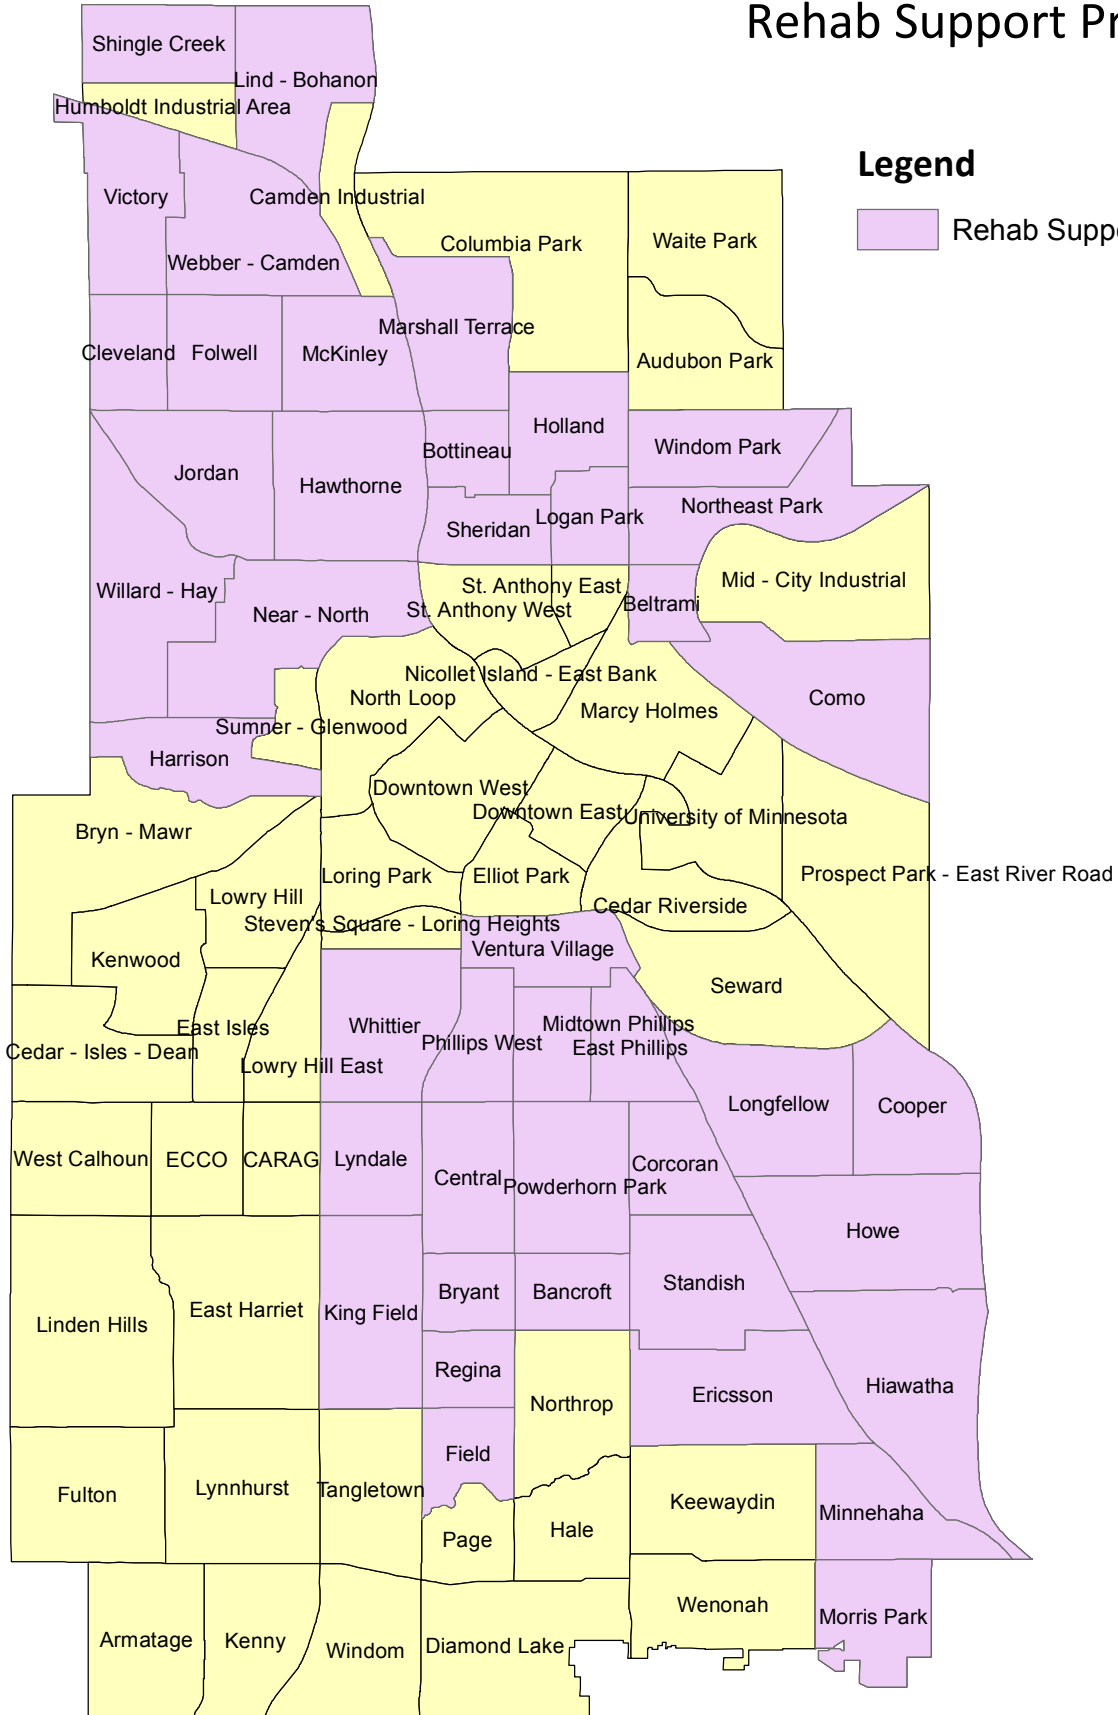 Rehab Support Pr
Shingle Creek
Lind - Bohanon
Humboldt Industrial Area
Legend
Rehab Suppo
Victory
Camden Industrial
Columbia Park
Waite Park
Webber - Camden
Marshall Terrace
Cleveland
Folwell
McKinley
Audubon Park
Holland
Bottineau
Windom Park
Jordan
Hawthorne
Northeast Park
Logan Park
Sheridan
Mid - City Industrial
St. Anthony East
Willard - Hay
Beltrami
St. Anthony West
Near - North
Nicollet Island - East Bank
North Loop
Como
Marcy Holmes
Sumner - Glenwood
Harrison
Downtown West
Downtown East
University of Minnesota
Bryn - Mawr
Prospect Park - East River Road
Loring Park
Elliot Park
Lowry Hill
Cedar Riverside
Steven's Square - Loring Heights
Ventura Village
Kenwood
Seward
East Isles
Whittier
Midtown Phillips
Phillips West
East Phillips
Cedar - Isles - Dean
Lowry Hill East
Longfellow
Cooper
West Calhoun
ECCO
CARAG
Lyndale
Corcoran
Central
Powderhorn Park
Howe
Standish
Bryant
Bancroft
East Harriet
King Field
Linden Hills
Regina
Hiawatha
Ericsson
Northrop
Field
Lynnhurst
Tangletown
Fulton
Keewaydin
Minnehaha
Hale
Page
Wenonah
Morris Park
Armatage
Kenny
Windom
Diamond Lake